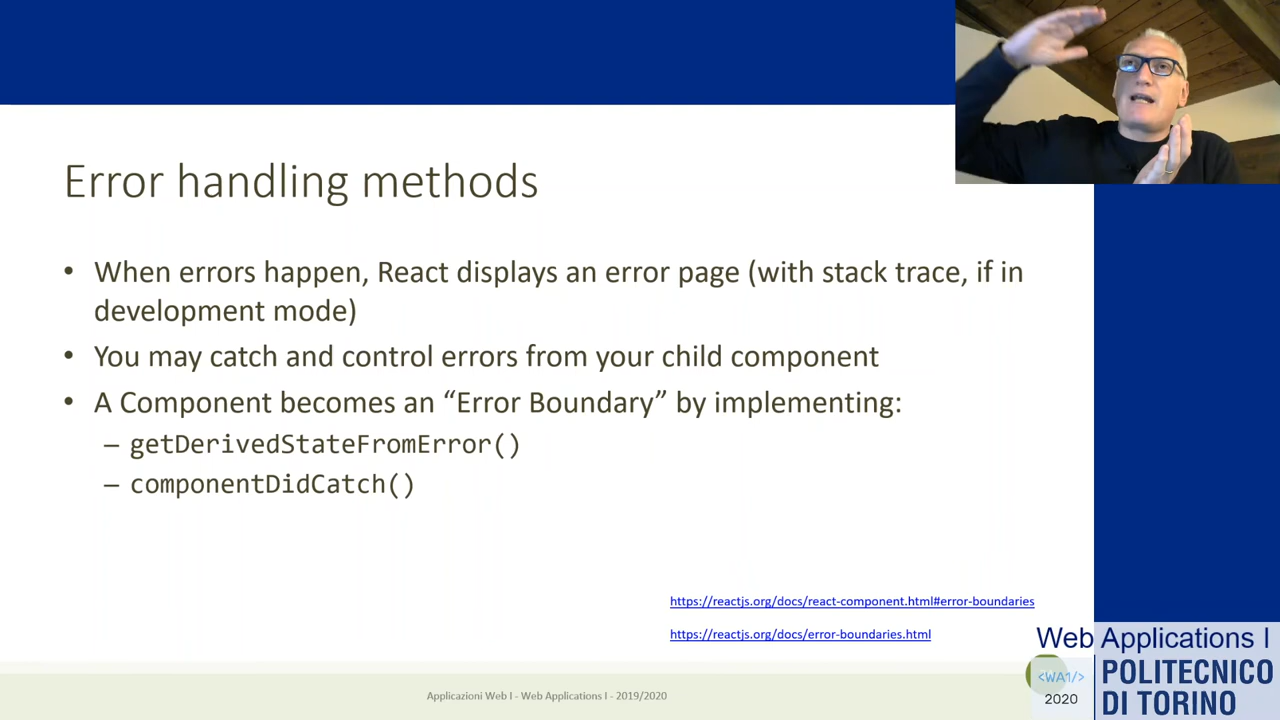 Error handling methods
• When errors happen, React displays an error page (with stack trace, if in
development mode)
• You may catch and control errors from your child component
• A Component becomes an “Error Boundary” by implementing:
– getDerivedStateFromError()
– componentDidCatch()
https://reactjs.org/docs/react-component.html#error-boundaries
https://reactjs.org/docs/error-boundaries.html
Applicazioni Web I - Web Applications I - 2019/2020
Web Applications I
<WA1/>
2020
POLITECNICO
DI TORINO